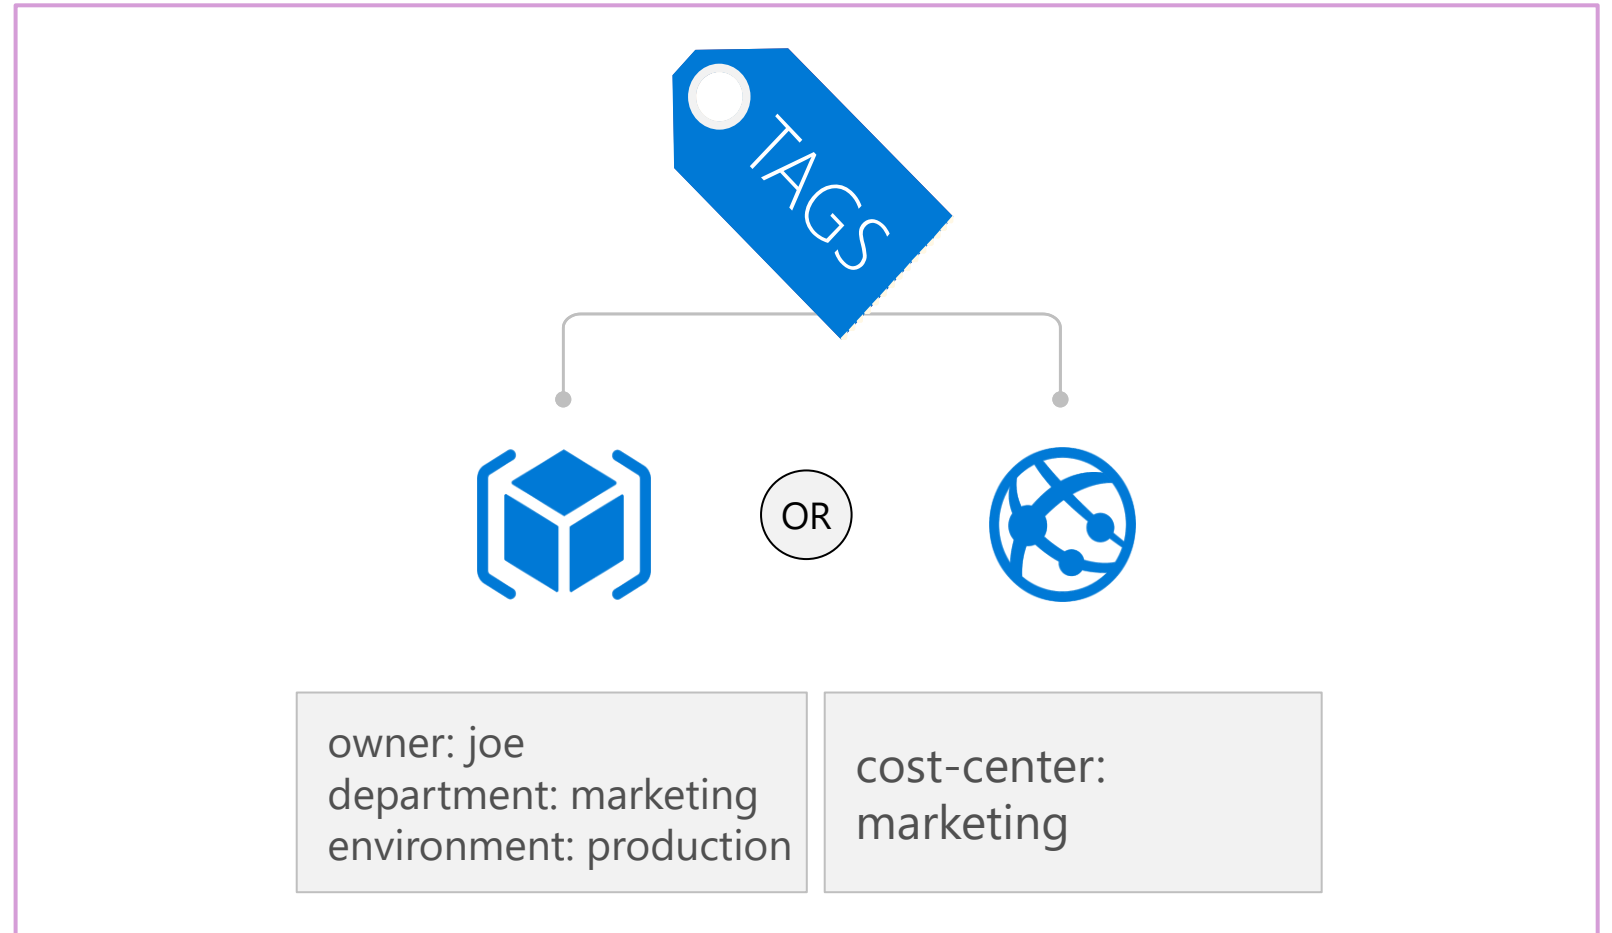 TAGS
OR
owner: joe
department: marketing
environment: production
cost-center:
marketing